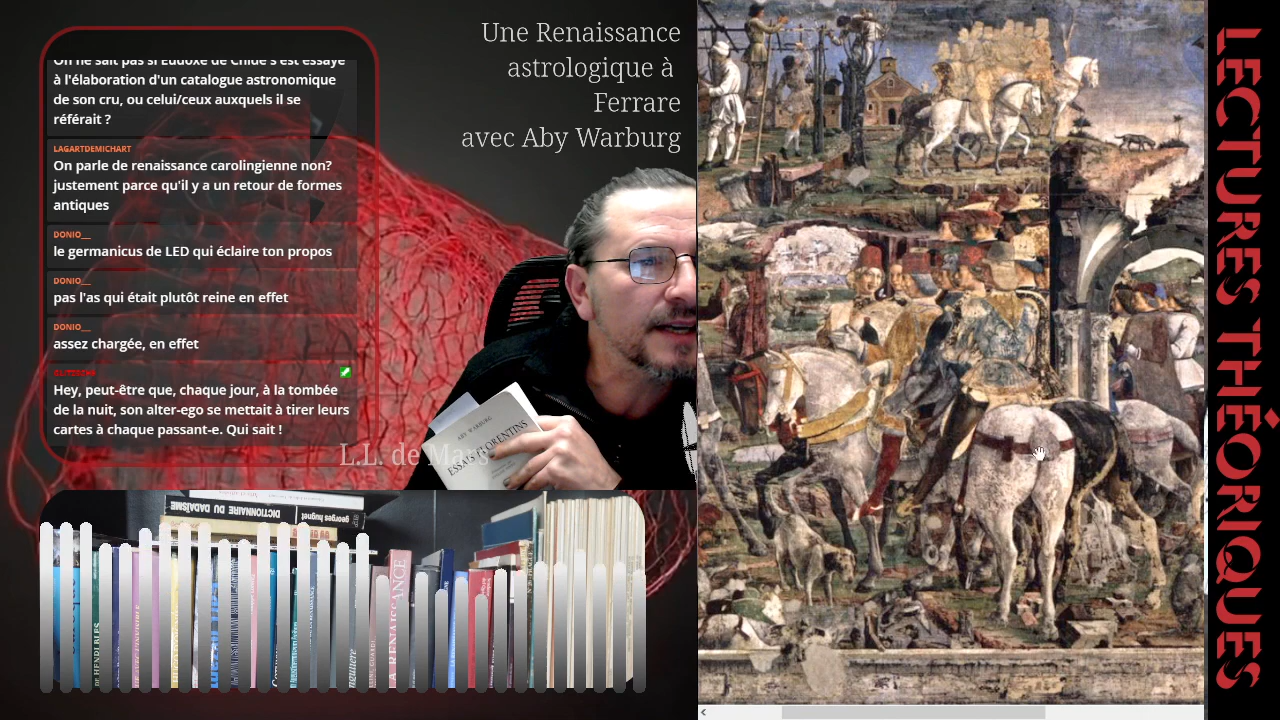 On ne sait pas si Eudoxe de Cnide s'est essayé
à l'élaboration d'un catalogue astronomique
de son cru, ou celui/ceux auxquels il se
référait ?
LAGARTDEMICHART
On parle de renaissance carolingienne non?
justement parce qu'il y a un retour de formes
antiques
DONIO__
le germanicus de LED qui éclaire ton propos
DONIO__
pas l'as qui était plutôt reine en effet
DONIO__
assez chargée, en effet
Hey, peut-être que, chaque jour, à la tombée
de la nuit, son alter-ego se mettait à tirer leurs
cartes à chaque passant-e. Qui sait !
Une Renaissance
astrologique à
Ferrare
avec Aby Warburg
L.L. de Mars
ABY WARBURG
ESSAIS FLORENTINS
DICTIONNAIRE DU DADAÏSME
georges hugnet
RENAISSANCE
LECTURES THÉORIQUES